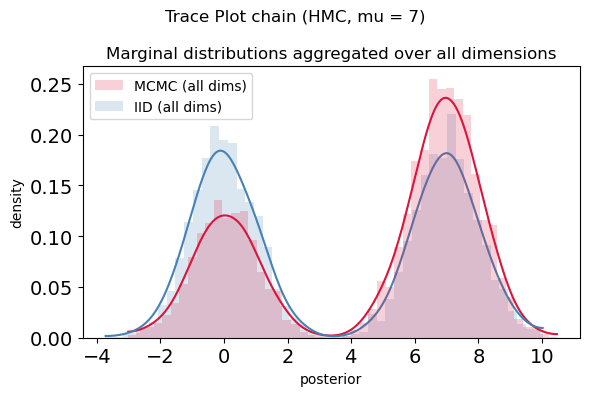 Trace Plot chain (HMC, mu = 7)
Marginal distributions aggregated over all dimensions
MCMC (all dims)
IID (all dims)
density
0.25
0.20
0.15
0.10
0.05
0.00
−4 −2 0 2 4 6 8 10
posterior